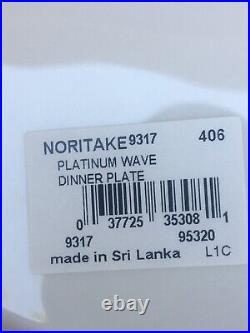 NORITAKE 9317 406
PLATINUM WAVE
DINNER PLATE
0 37725 35308 1
9317 95320
made in Sri Lanka L1C